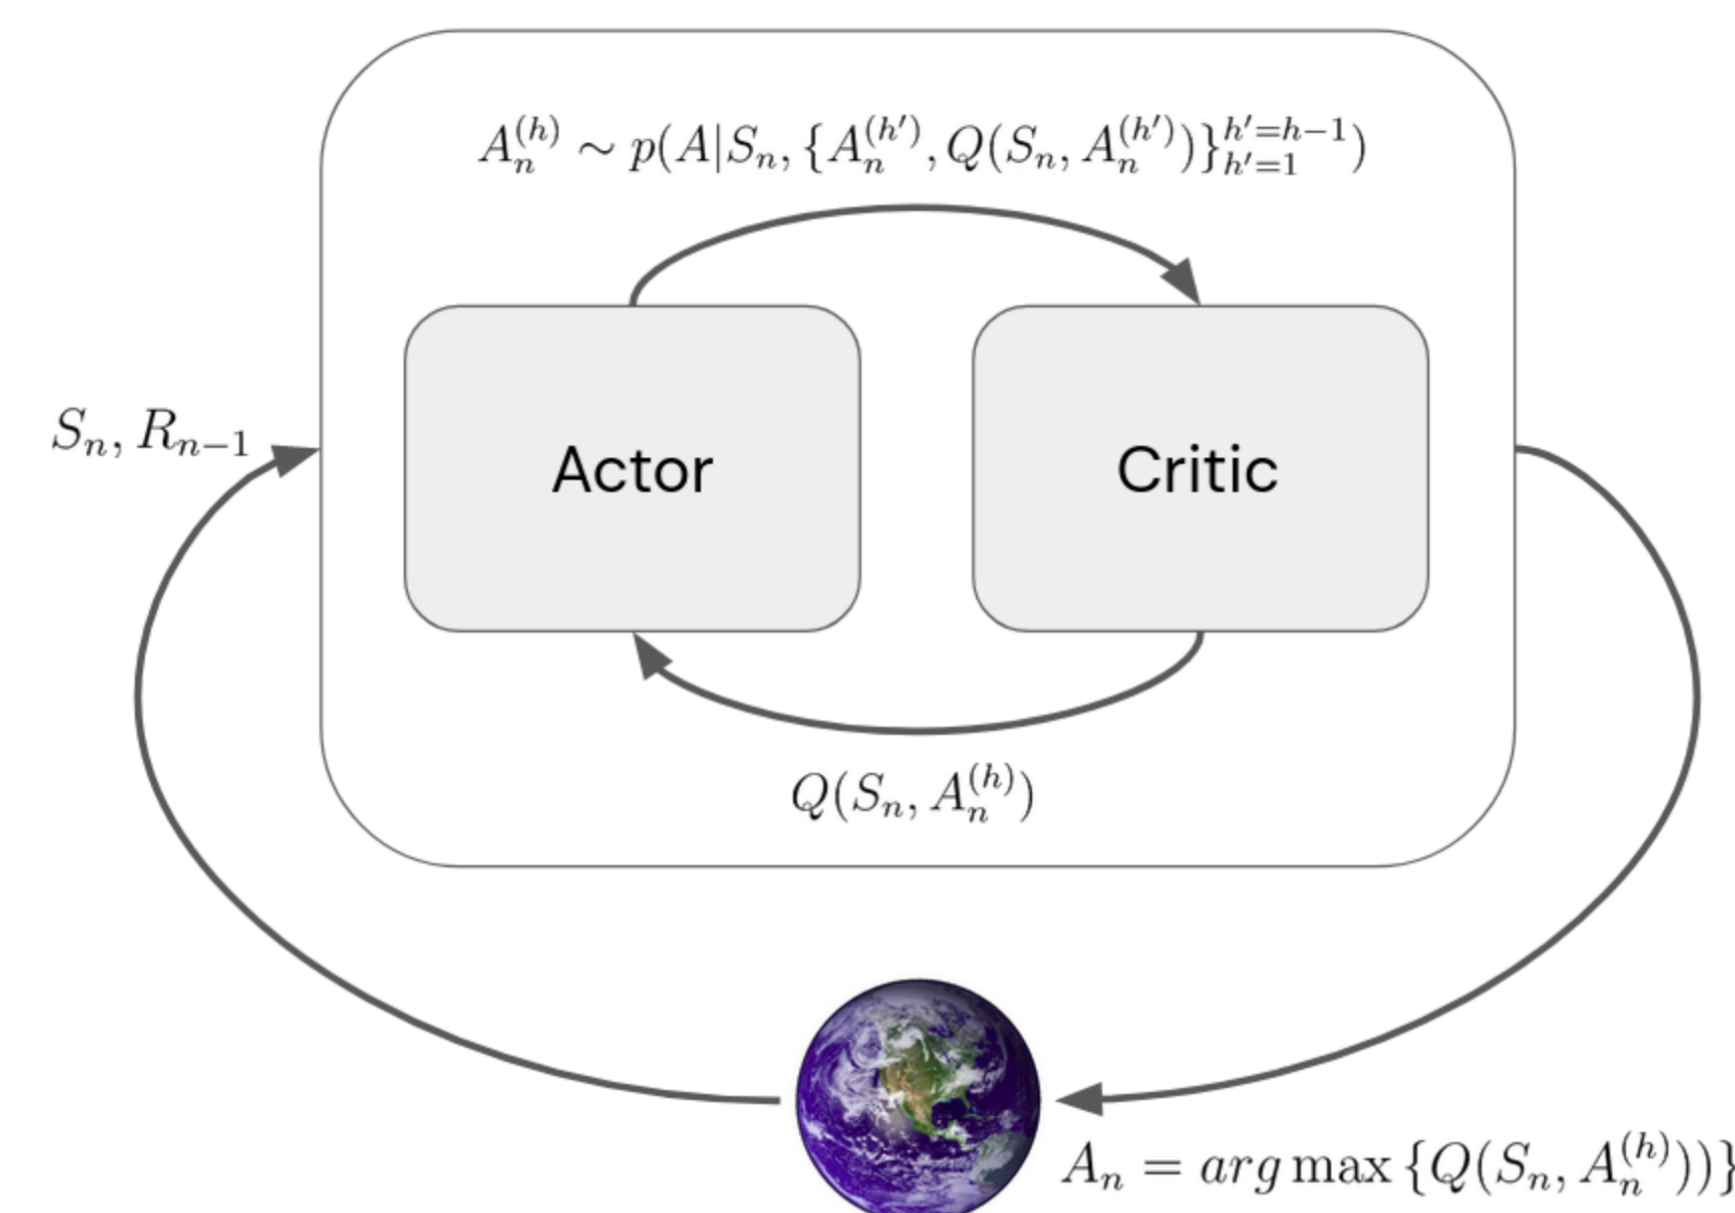 A_n^{(h)} ∼ p(A|S_n, {A_n^{(h')}, Q(S_n, A_n^{(h')})}_{h'=1}^{h'=h−1})
S_n, R_{n−1}
Actor
Critic
Q(S_n, A_n^{(h)})
A_n = arg max {Q(S_n, A_n^{(h)}))}